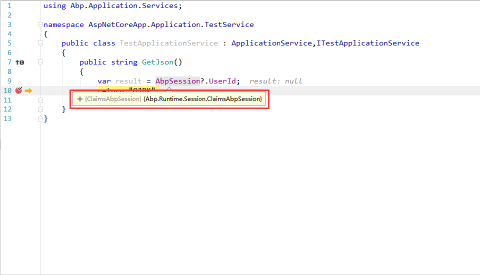 1 using Abp.Application.Services;
2
3 namespace AspNetCoreApp.Application.TestService
4 {
5 public class TestApplicationService : ApplicationService,ITestApplicationService
6 {
7 public string GetJson()
8 {
9 var result = AbpSession?.UserId; result: null
10
11 {ClaimsAbpSession} {Abp.Runtime.Session.ClaimsAbpSession}
12 }
13 }